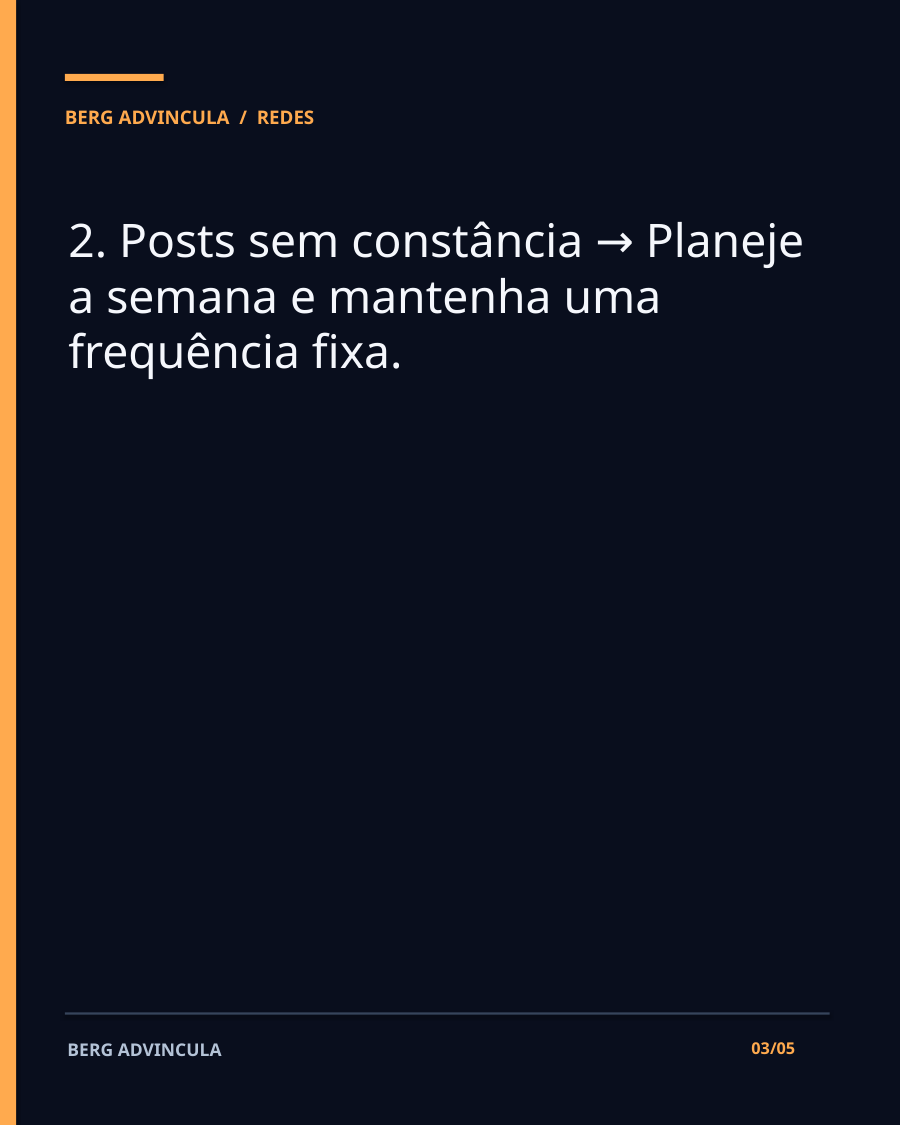 BERG ADVINCULA / REDES
2. Posts sem constância → Planeje
a semana e mantenha uma
frequência fixa.
BERG ADVINCULA
03/05